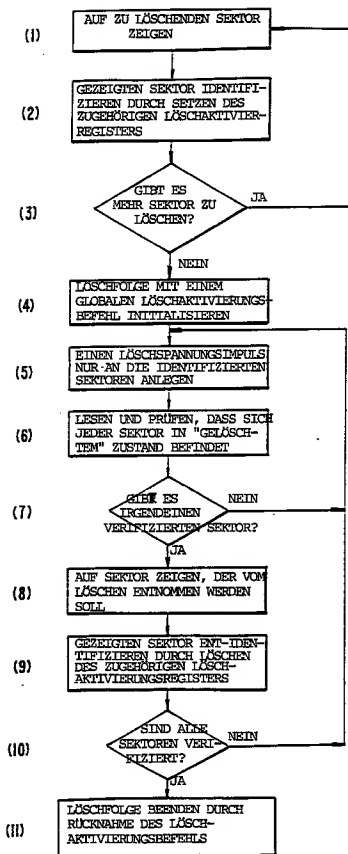 (1)
AUF ZU LÖSCHENDEN SEKTOR
ZEIGEN
(2)
GEZEIGTEN SEKTOR IDENTIFI-
ZIEREN DURCH SETZEN DES
ZUGEHÖRIGEN LÖSCHAKTIVIER-
REGISTERS
(3)
GIBT ES
MEHR SEKTOR ZU
LÖSCHEN?
JA
NEIN
(4)
LÖSCHFOLGE MIT EINEM
GLOBALEN LÖSCHAKTIVIERUNGS-
BEFEHL INITIALISIEREN
(5)
EINEN LÖSCHSPANNUNGSIMPULS
NUR AN DIE IDENTIFIZIERTEN
SEKTOREN ANLEGEN
(6)
LESEN UND PRÜFEN, DASS SICH
JEDER SEKTOR IN "GELÖSCH-
TEM" ZUSTAND BEFINDET
(7)
GIBT ES
IRGENDEINEN
VERIFIZIERTEN SEKTOR?
NEIN
JA
(8)
AUF SEKTOR ZEIGEN, DER VOM
LÖSCHEN ENTNOMMEN WERDEN
SOLL
(9)
GEZEIGTEN SEKTOR ENT-IDEN-
TIFIZIEREN DURCH LÖSCHEN
DES ZUGEHÖRIGEN LÖSCH-
AKTIVIERUNGSREGISTERS
(10)
SIND ALLE
SEKTOREN VERI-
FIZIERT?
NEIN
JA
(11)
LÖSCHFOLGE BEENDEN DURCH
RÜCKNAHME DES LÖSCH-
AKTIVIERUNGSBEFEHLS